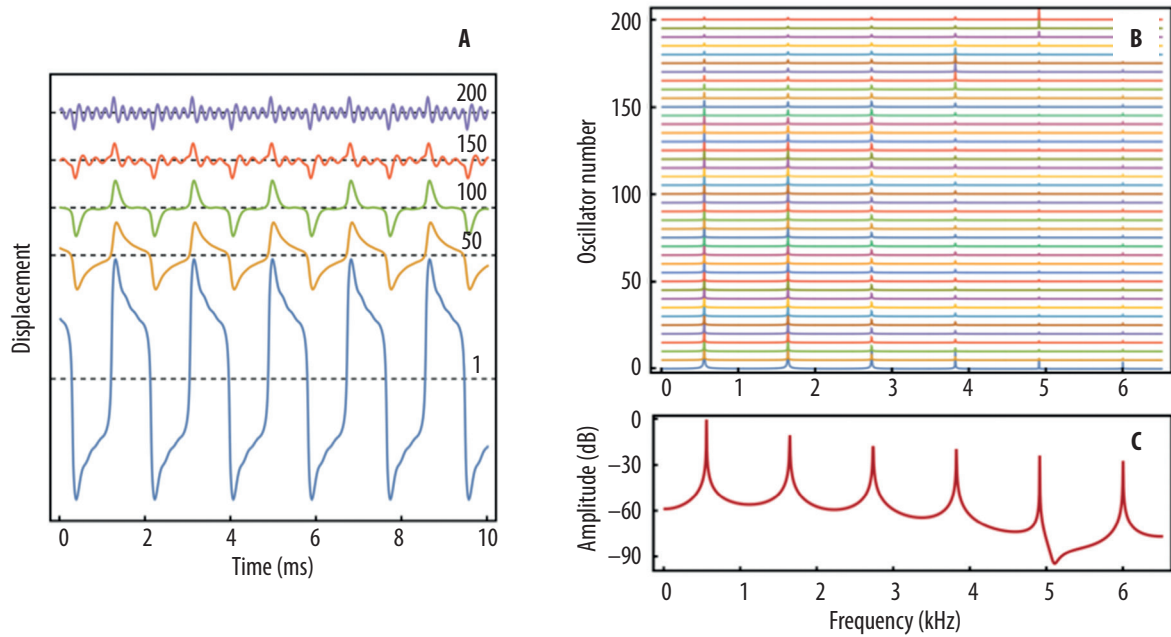 A
Displacement
200
150
100
50
1
0 2 4 6 8 10
Time (ms)
B
Oscillator number
200
150
100
50
0
0 1 2 3 4 5 6
C
Amplitude (dB)
0
−30
−60
−90
0 1 2 3 4 5 6
Frequency (kHz)